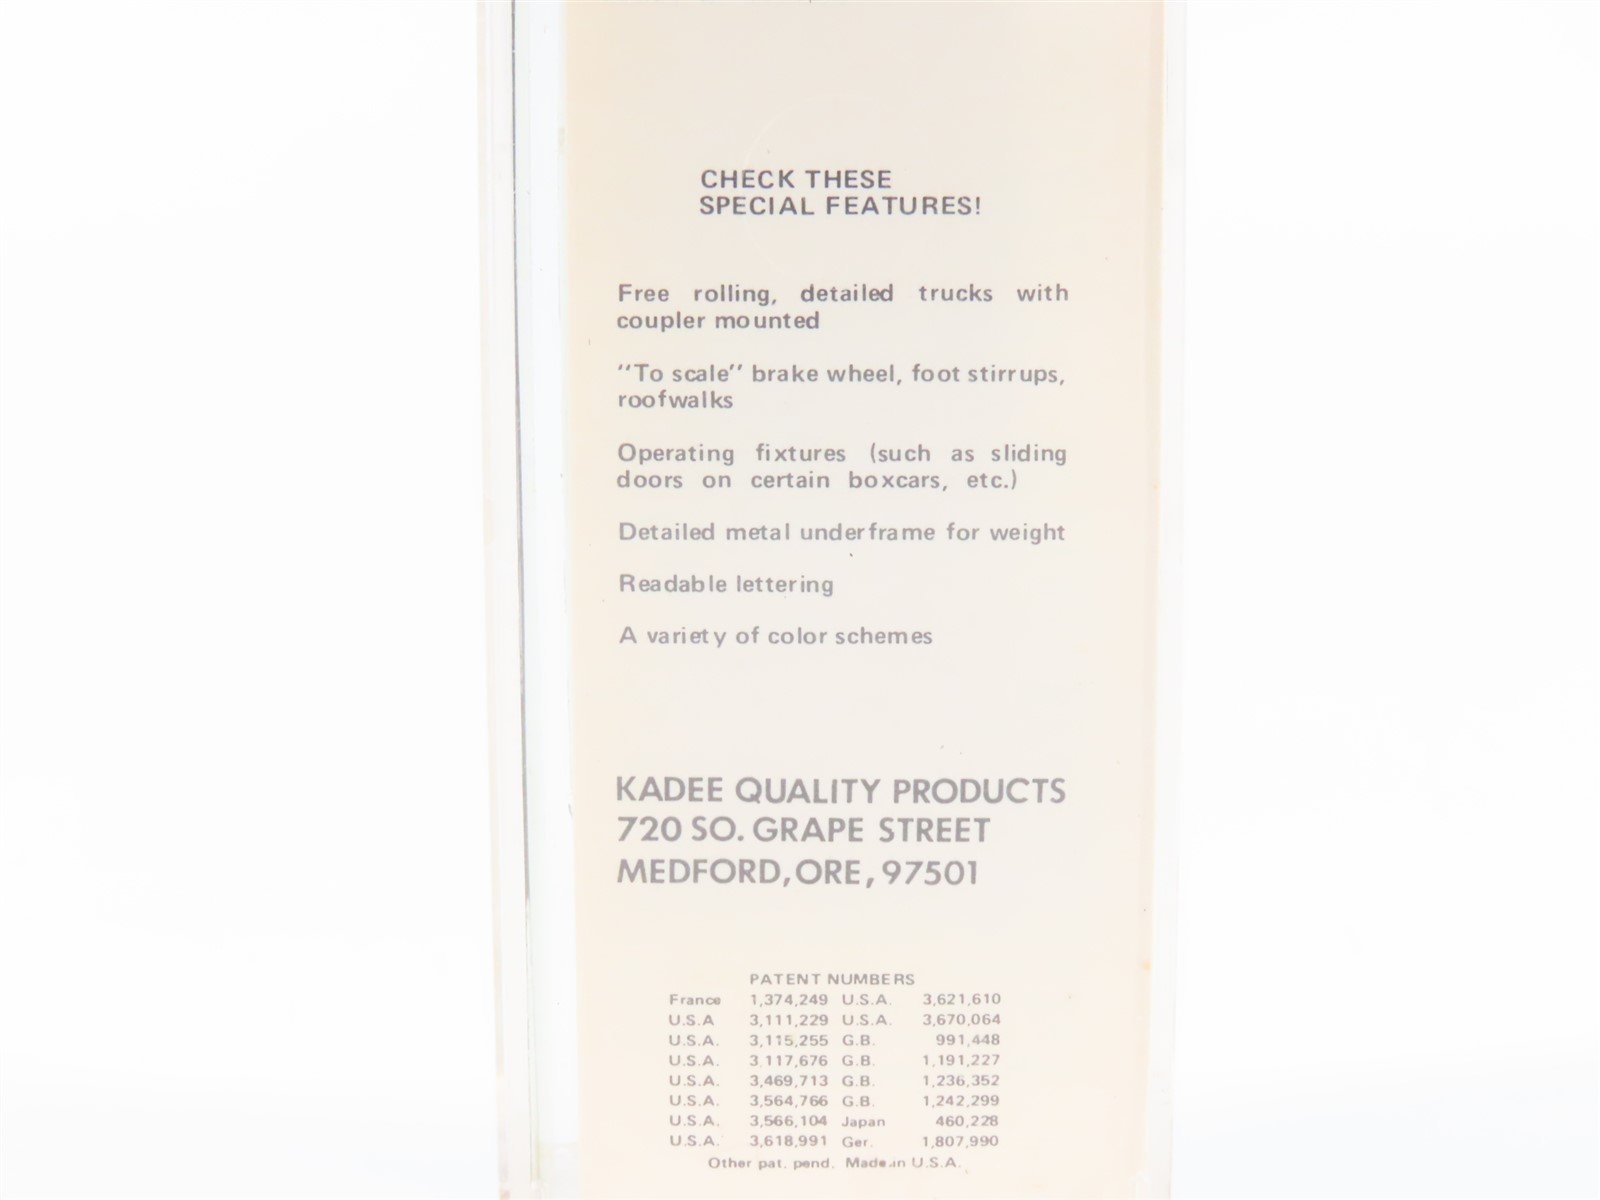 CHECK THESE
SPECIAL FEATURES!
Free rolling, detailed trucks with
coupler mounted
"To scale" brake wheel, foot stirrups,
roofwalks
Operating fixtures (such as sliding
doors on certain boxcars, etc.)
Detailed metal underframe for weight
Readable lettering
A variety of color schemes
KADEE QUALITY PRODUCTS
720 SO. GRAPE STREET
MEDFORD, ORE, 97501
PATENT NUMBERS
France 1,374,249 U.S.A. 3,621,610
U.S.A 3,111,229 U.S.A. 3,670,064
U.S.A. 3,115,255 G.B. 991,448
U.S.A. 3,117,676 G.B. 1,191,227
U.S.A. 3,469,713 G.B. 1,236,352
U.S.A. 3,564,766 G.B. 1,242,299
U.S.A. 3,566,104 Japan 460,228
U.S.A. 3,618,991 Ger. 1,807,990
Other pat. pend. Made in U.S.A.